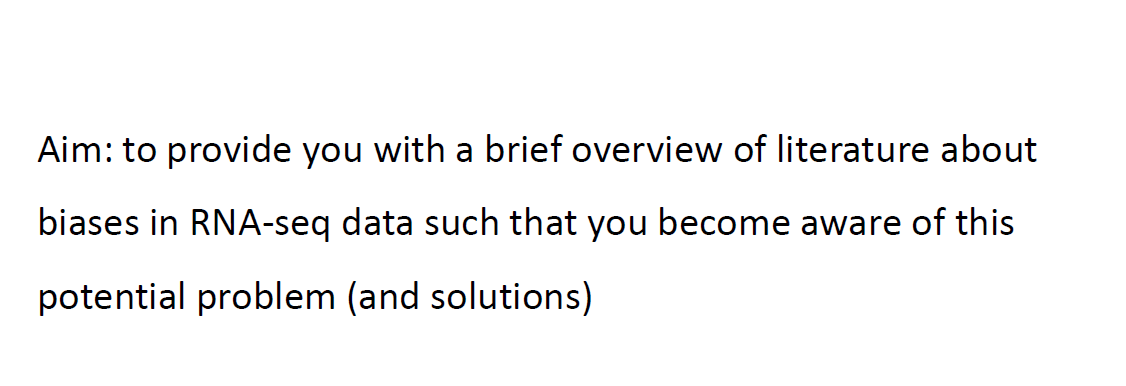 Aim: to provide you with a brief overview of literature about
biases in RNA-seq data such that you become aware of this
potential problem (and solutions)